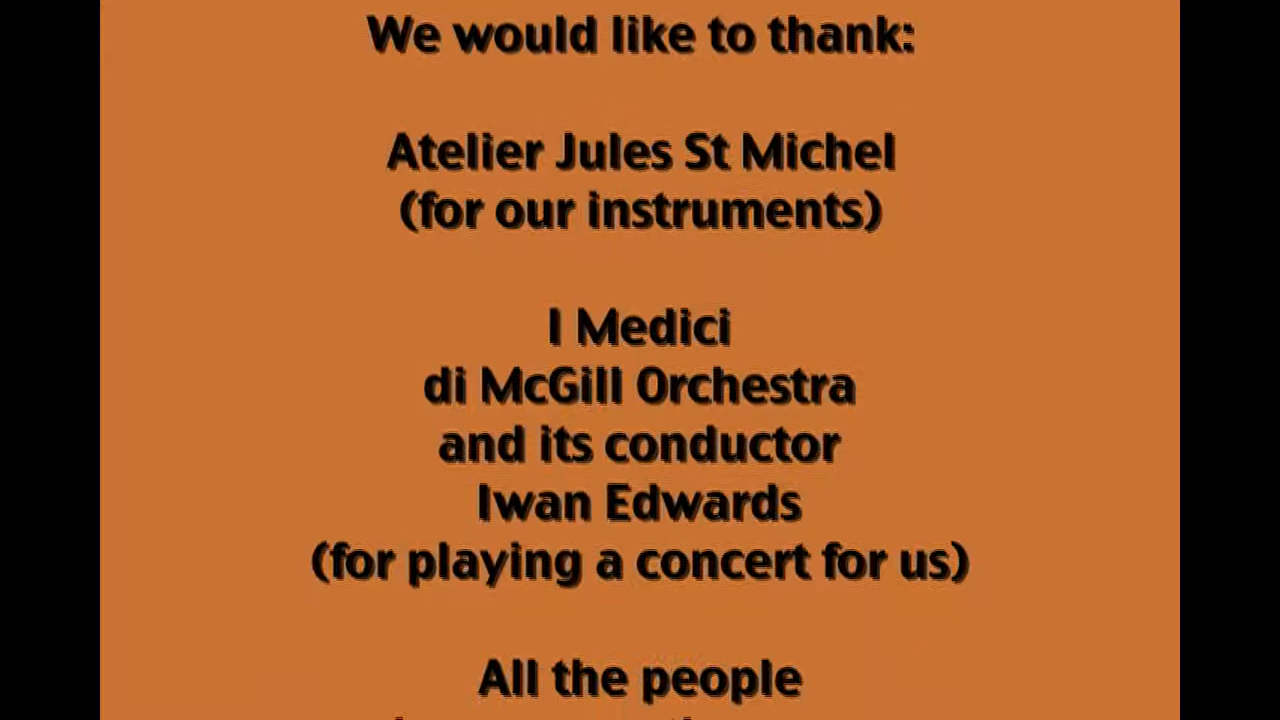 We would like to thank:
Atelier Jules St Michel
(for our instruments)
I Medici
di McGill Orchestra
and its conductor
Iwan Edwards
(for playing a concert for us)
All the people